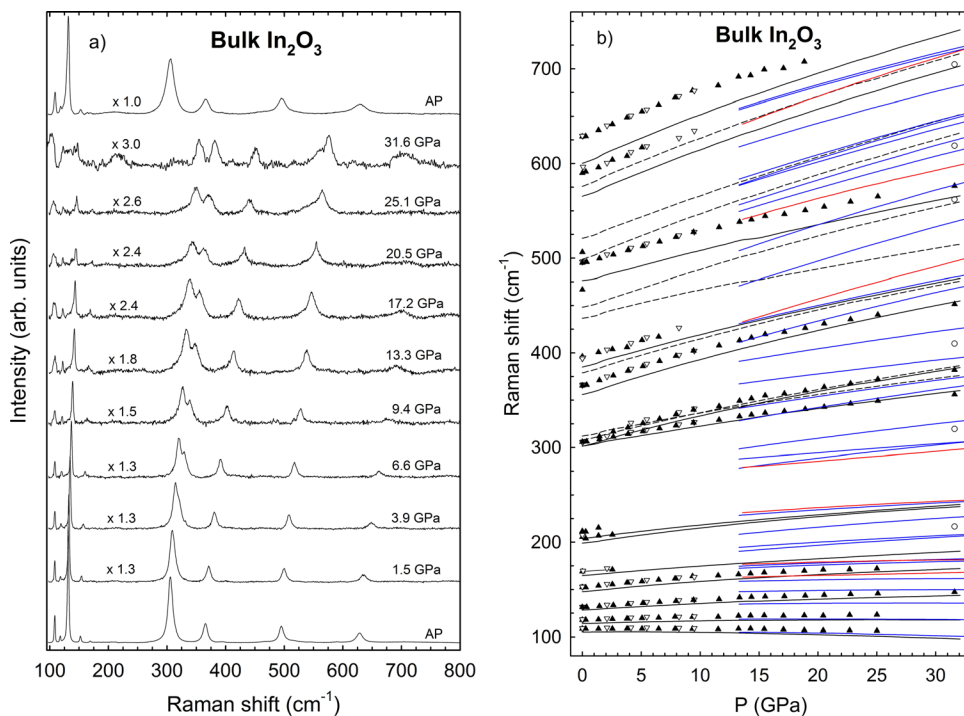 a)
Bulk In₂O₃
x 1.0
AP
x 3.0
31.6 GPa
x 2.6
25.1 GPa
x 2.4
20.5 GPa
x 2.4
17.2 GPa
x 1.8
13.3 GPa
x 1.5
9.4 GPa
x 1.3
6.6 GPa
x 1.3
3.9 GPa
x 1.3
1.5 GPa
AP
100 200 300 400 500 600 700 800
Raman shift (cm⁻¹)
Intensity (arb. units)
b)
Bulk In₂O₃
700
600
500
400
300
200
100
0 5 10 15 20 25 30
P (GPa)
Raman shift (cm⁻¹)